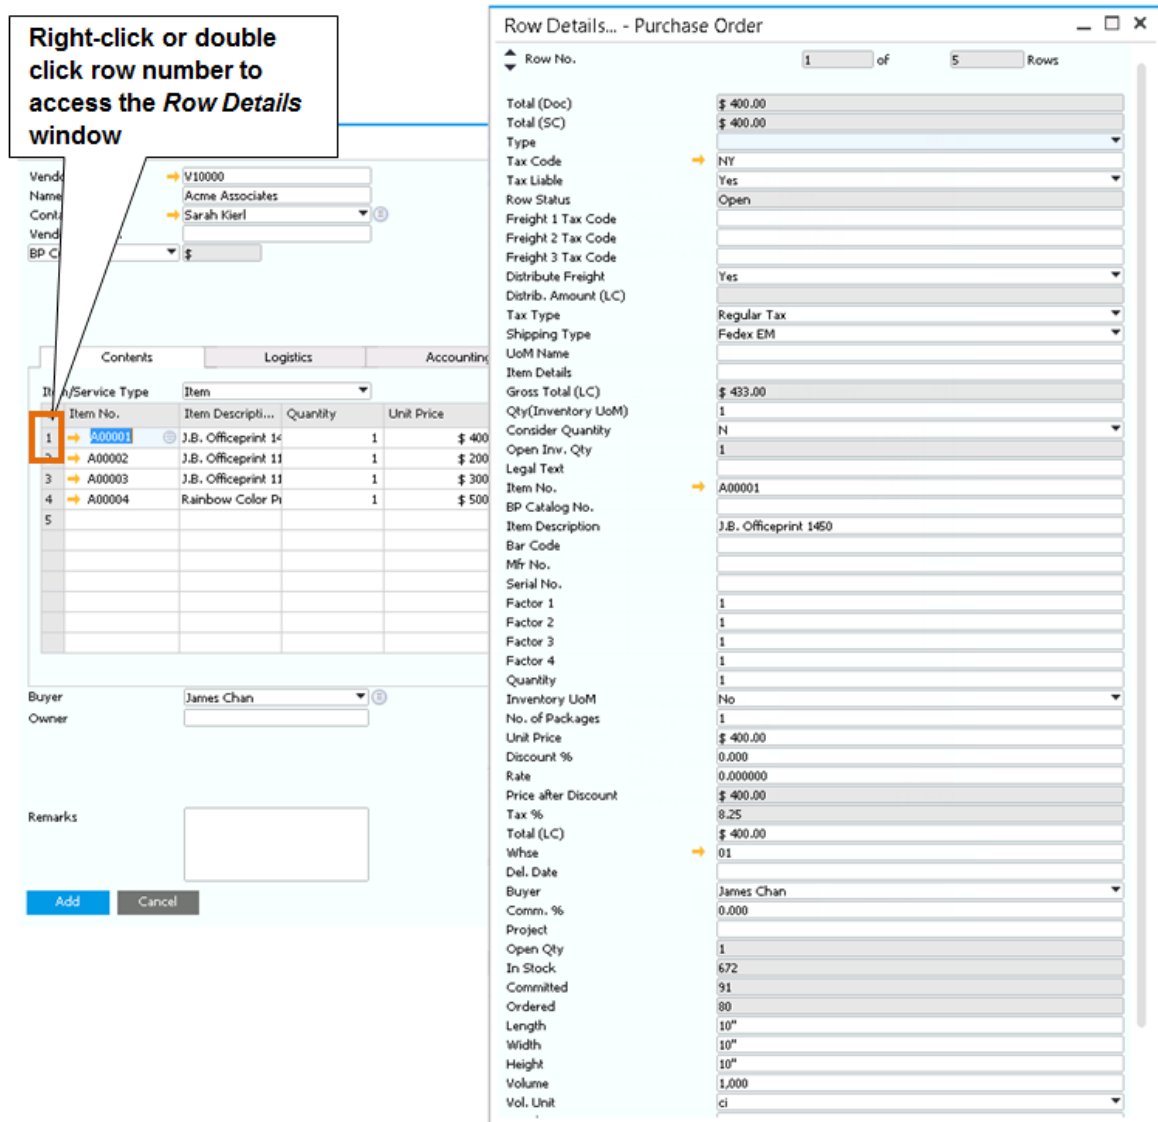 Right-click or double
click row number to
access the Row Details
window
Vend
V10000
Name
Acme Associates
Conta
Sarah Kierl
Vend
BP C
$
Contents Logistics Accounting
Item/Service Type Item
Item No. Item Descripti... Quantity Unit Price
1 A00001 J.B. Officeprint 14 1 $ 400
2 A00002 J.B. Officeprint 11 1 $ 200
3 A00003 J.B. Officeprint 11 1 $ 300
4 A00004 Rainbow Color Pr 1 $ 500
5
Buyer James Chan
Owner
Remarks
Add Cancel
Row Details... - Purchase Order
Row No. 1 of 5 Rows
Total (Doc) $ 400.00
Total (SC) $ 400.00
Type
Tax Code NY
Tax Liable Yes
Row Status Open
Freight 1 Tax Code
Freight 2 Tax Code
Freight 3 Tax Code
Distribute Freight Yes
Distrib. Amount (LC)
Tax Type Regular Tax
Shipping Type Fedex EM
UoM Name
Item Details
Gross Total (LC) $ 433.00
Qty(Inventory UoM) 1
Consider Quantity N
Open Inv. Qty 1
Legal Text
Item No. A00001
BP Catalog No.
Item Description J.B. Officeprint 1450
Bar Code
Mfr No.
Serial No.
Factor 1 1
Factor 2 1
Factor 3 1
Factor 4 1
Quantity 1
Inventory UoM No
No. of Packages 1
Unit Price $ 400.00
Discount % 0.000
Rate 0.000000
Price after Discount $ 400.00
Tax % 8.25
Total (LC) $ 400.00
Whse 01
Del. Date
Buyer James Chan
Comm. % 0.000
Project
Open Qty 1
In Stock 672
Committed 91
Ordered 80
Length 10"
Width 10"
Height 10"
Volume 1,000
Vol. Unit ci